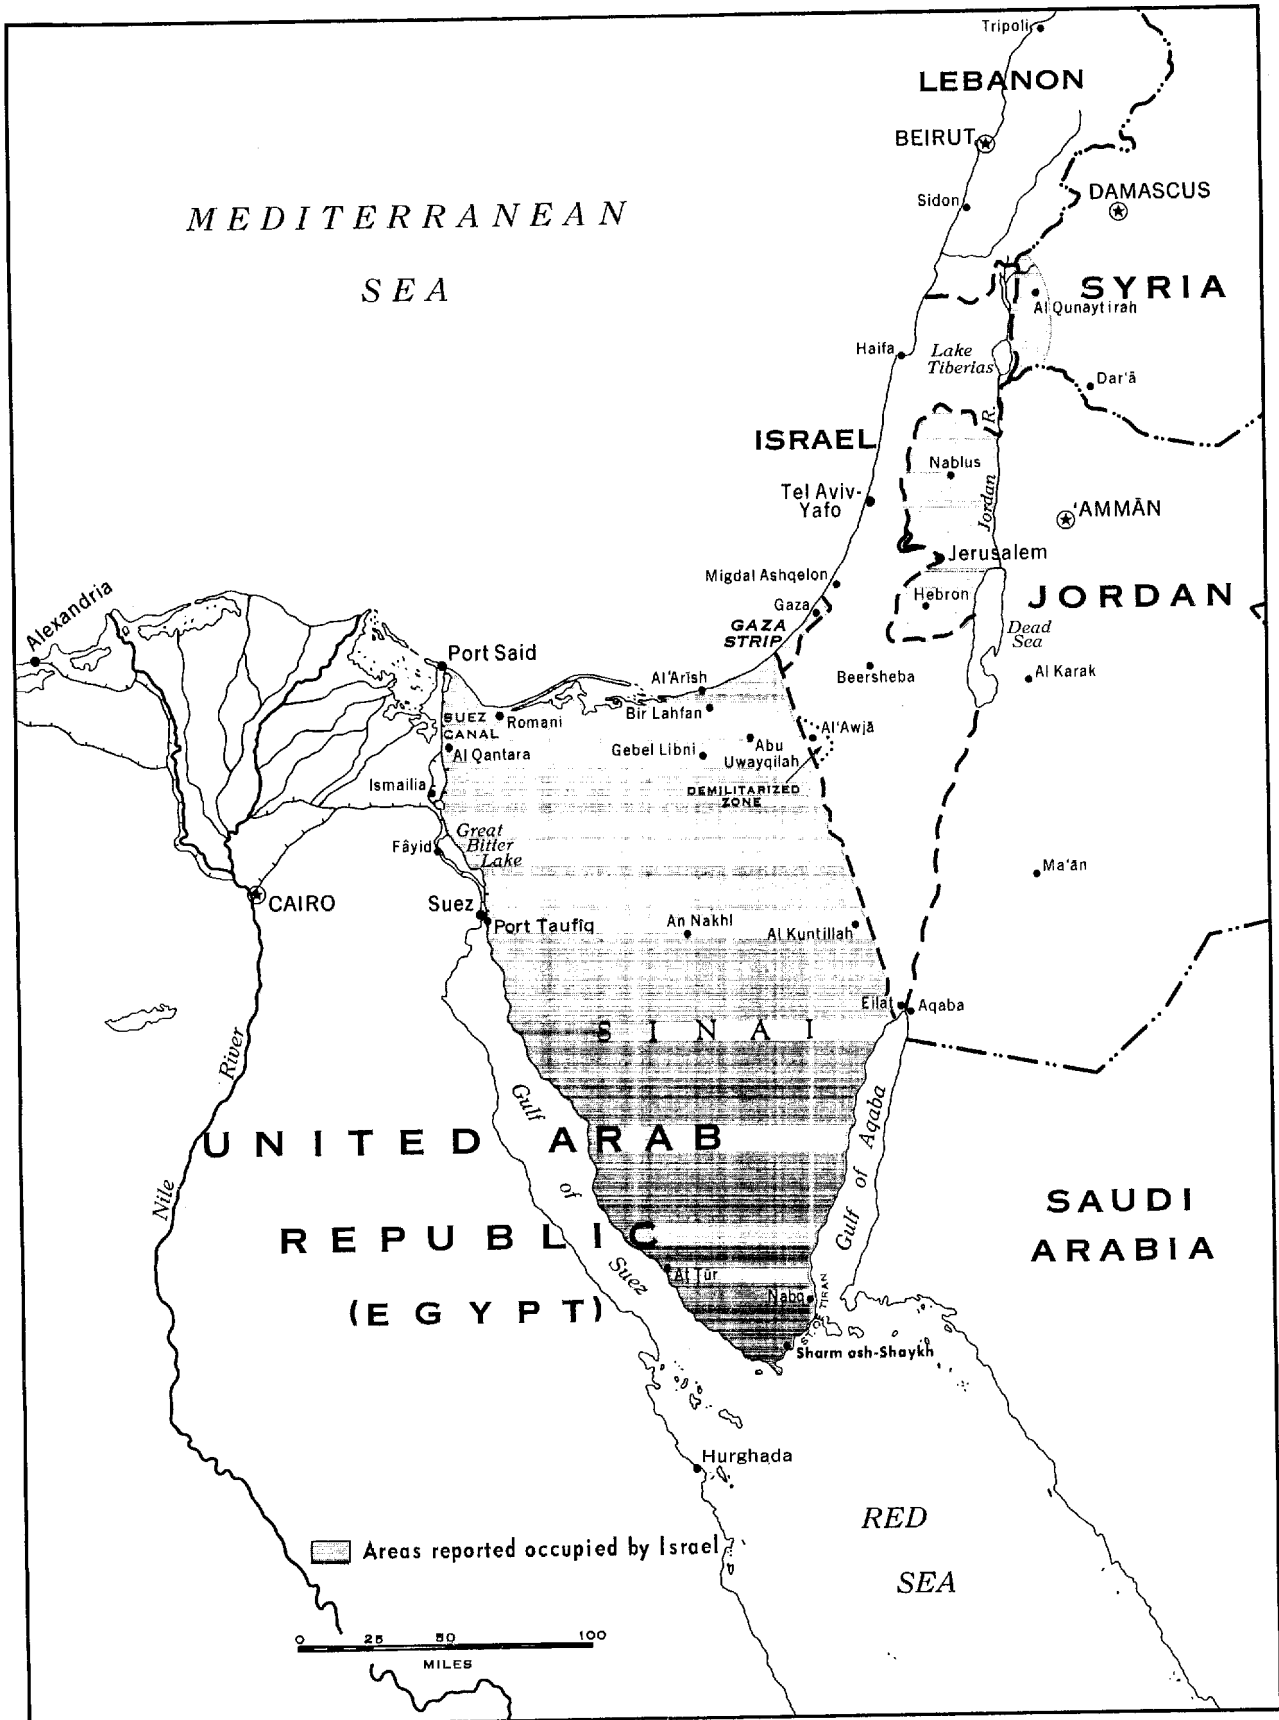 Tripoli
LEBANON
BEIRUT
DAMASCUS
Sidon
MEDITERRANEAN
SEA
SYRIA
Al Qunaytirah
Haifa
Lake
Tiberias
Dar'ā
ISRAEL
R.
Nablus
Tel Aviv-
Yafo
Jordan
'AMMĀN
Jerusalem
Migdal Ashqelon
Hebron
JORDAN
Gaza
GAZA
STRIP
Dead
Sea
Alexandria
Port Said
Al 'Arīsh
Beersheba
Al Karak
SUEZ
CANAL
Romani
Bir Lahfan
Al 'Awjā
Al Qantara
Gebel Libni
Abu
Uwayqilah
Ismailia
DEMILITARIZED
ZONE
Great
Bitter
Lake
Fâyid
Ma'ān
CAIRO
Suez
Port Taufīq
An Nakhl
Al Kuntillah
Eilat
Aqaba
SINAI
River
Gulf
of
Suez
Gulf of Aqaba
UNITED ARAB
Nile
REPUBLIC
SAUDI
ARABIA
At Tūr
(EGYPT)
Nabq
ST. OF TIRAN
Sharm ash-Shaykh
Hurghada
RED
SEA
Areas reported occupied by Israel
0 25 50 100
MILES